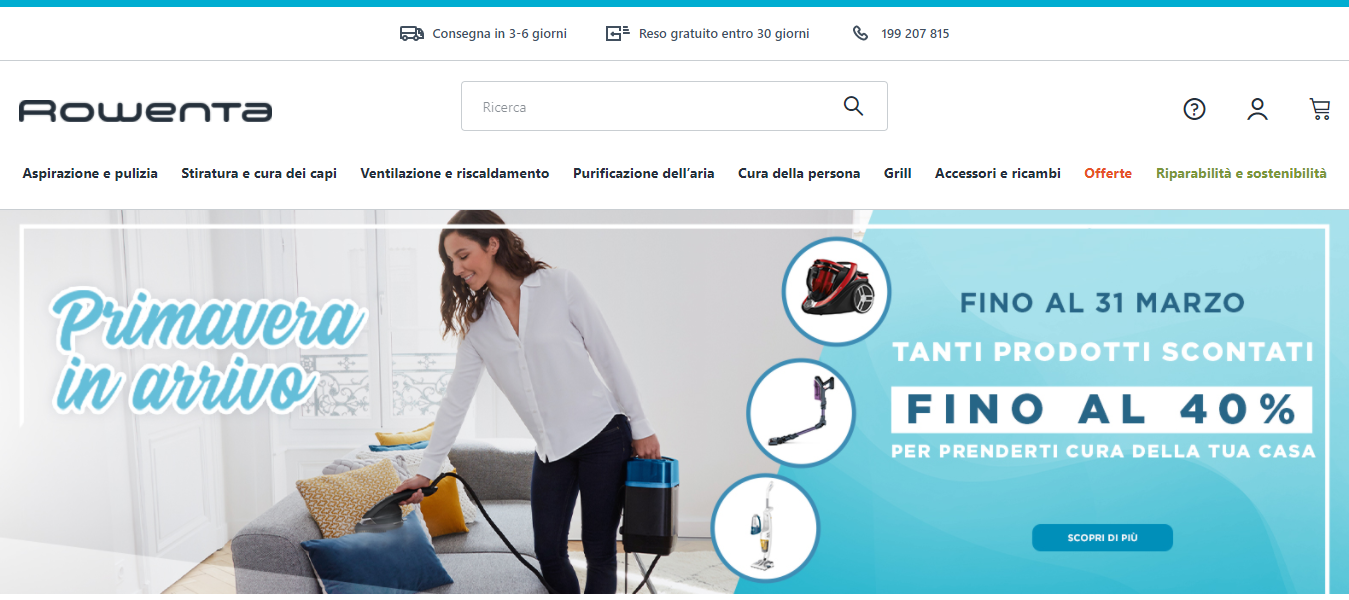 Consegna in 3-6 giorni
Reso gratuito entro 30 giorni
199 207 815
Rowenta
Ricerca
Aspirazione e pulizia
Stiratura e cura dei capi
Ventilazione e riscaldamento
Purificazione dell'aria
Cura della persona
Grill
Accessori e ricambi
Offerte
Riparabilità e sostenibilità
Primavera
in arrivo
FINO AL 31 MARZO
TANTI PRODOTTI SCONTATI
FINO AL 40%
PER PRENDERTI CURA DELLA TUA CASA
SCOPRI DI PIÙ